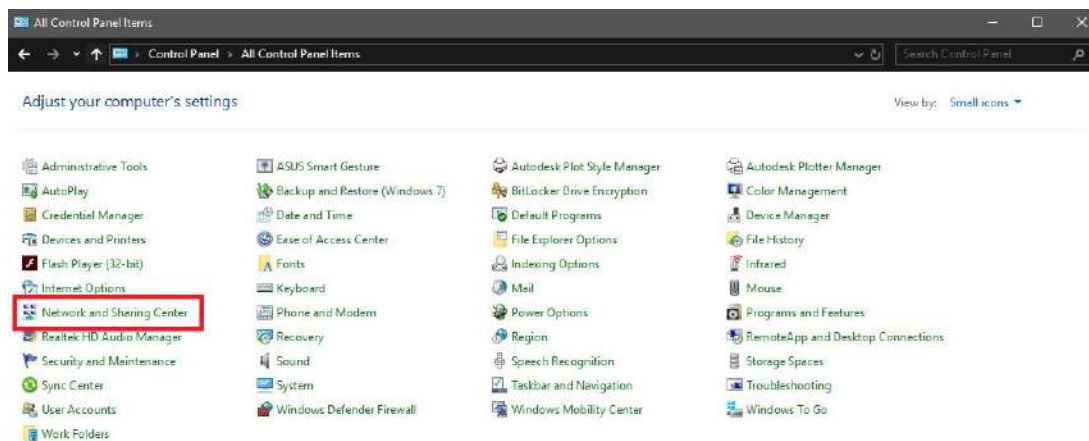 All Control Panel Items
Control Panel > All Control Panel Items
Search Control Panel
Adjust your computer's settings
View by: Small icons
Administrative Tools ASUS Smart Gesture Autodesk Plot Style Manager Autodesk Plotter Manager
AutoPlay Backup and Restore (Windows 7) BitLocker Drive Encryption Color Management
Credential Manager Date and Time Default Programs Device Manager
Devices and Printers Ease of Access Center File Explorer Options File History
Flash Player (32-bit) Fonts Indexing Options Infrared
Internet Options Keyboard Mail Mouse
Network and Sharing Center Phone and Modem Power Options Programs and Features
Realtek HD Audio Manager Recovery Region RemoteApp and Desktop Connections
Security and Maintenance Sound Speech Recognition Storage Spaces
Sync Center System Taskbar and Navigation Troubleshooting
User Accounts Windows Defender Firewall Windows Mobility Center Windows To Go
Work Folders